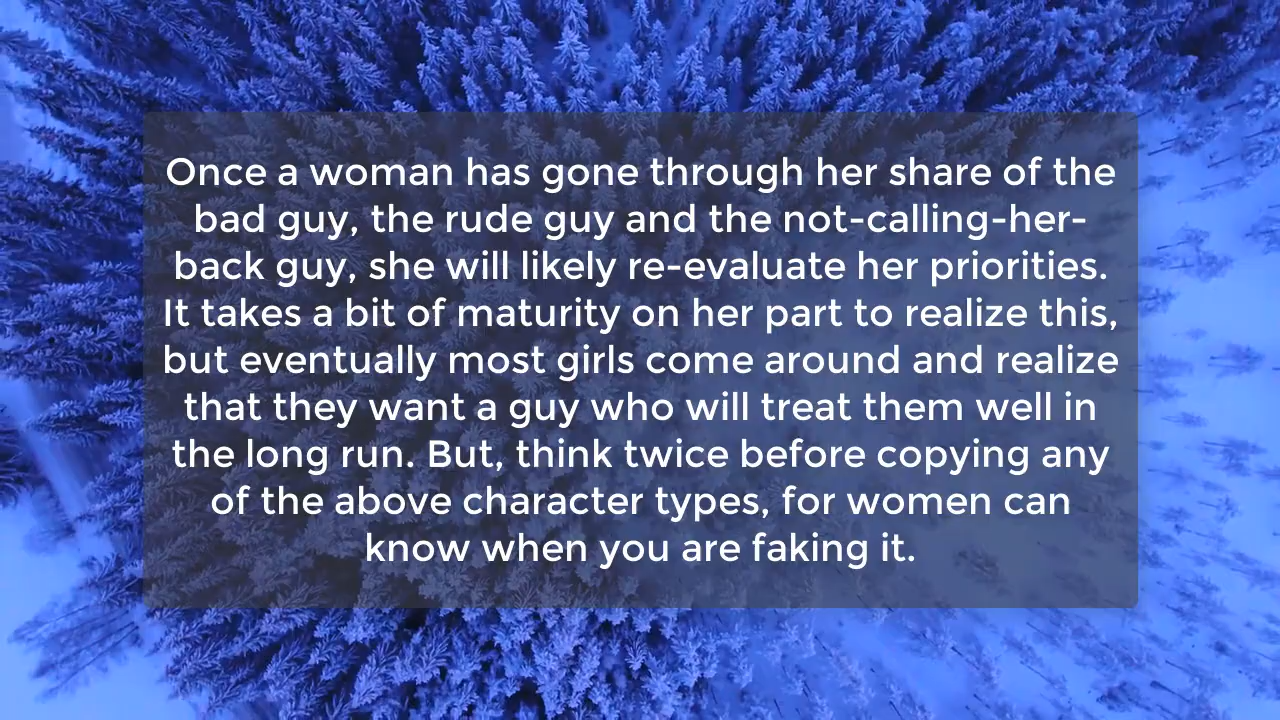 Once a woman has gone through her share of the
bad guy, the rude guy and the not-calling-her-
back guy, she will likely re-evaluate her priorities.
It takes a bit of maturity on her part to realize this,
but eventually most girls come around and realize
that they want a guy who will treat them well in
the long run. But, think twice before copying any
of the above character types, for women can
know when you are faking it.